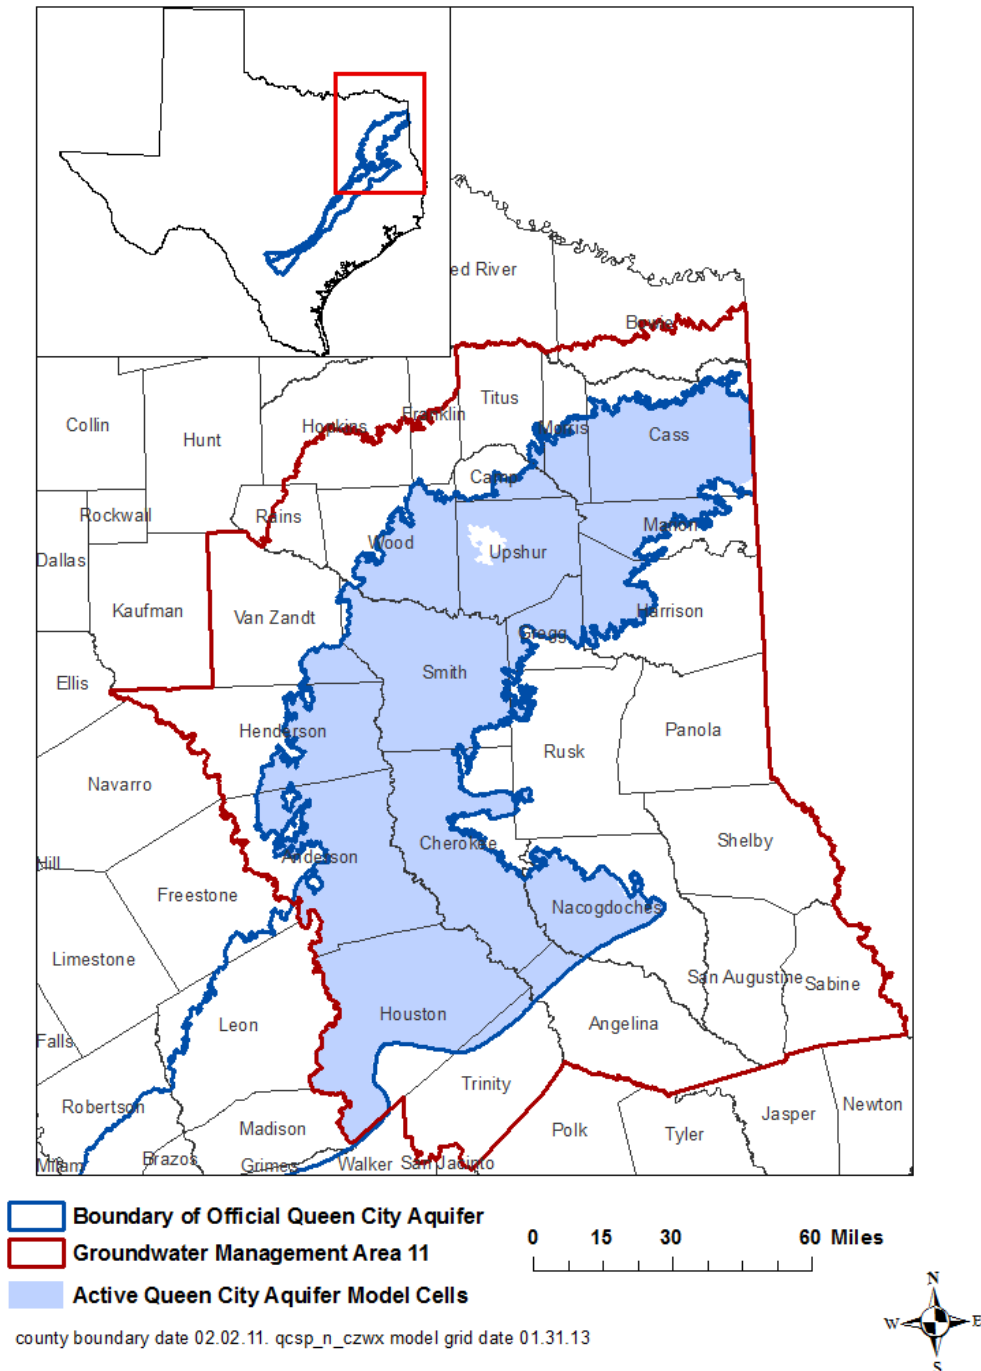 ed River
Bowie
Titus
Franklin
Hopkins
Collin
Hunt
Morris
Cass
Camp
Rockwall
Rains
Marion
Wood
Upshur
Dallas
Kaufman
Van Zandt
Harrison
Gregg
Smith
Ellis
Henderson
Rusk
Panola
Navarro
Cherokee
Shelby
Anderson
Hill
Freestone
Nacogdoches
Limestone
San Augustine
Sabine
Houston
Leon
Angelina
Falls
Trinity
Robertson
Madison
Polk
Tyler
Jasper
Newton
Milam
Brazos
Grimes
Walker
San Jacinto
Boundary of Official Queen City Aquifer
Groundwater Management Area 11
Active Queen City Aquifer Model Cells
0 15 30 60 Miles
county boundary date 02.02.11. qcsp_n_czwx model grid date 01.31.13
N
W E
S